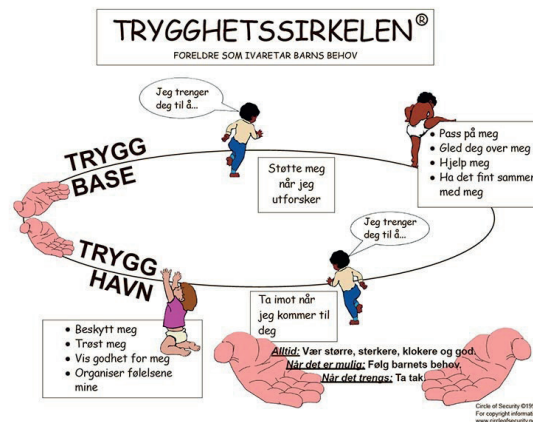 TRYGGHETSSIRKELEN®
FORELDRE SOM IVARETAR BARNS BEHOV
Jeg trenger
deg til å...
• Pass på meg
• Gled deg over meg
• Hjelp meg
• Ha det fint sammen
med meg
TRYGG
BASE
Støtte meg
når jeg
utforsker
Jeg trenger
deg til å...
TRYGG
HAVN
Ta imot når
jeg kommer til
deg
• Beskytt meg
• Trøst meg
• Vis godhet for meg
• Organiser følelsene
mine
Alltid: Vær større, sterkere, klokere og god.
Når det er mulig: Følg barnets behov.
Når det trengs: Ta tak.
Circle of Security ©199
For copyright informati
www.circleofsecurity.n